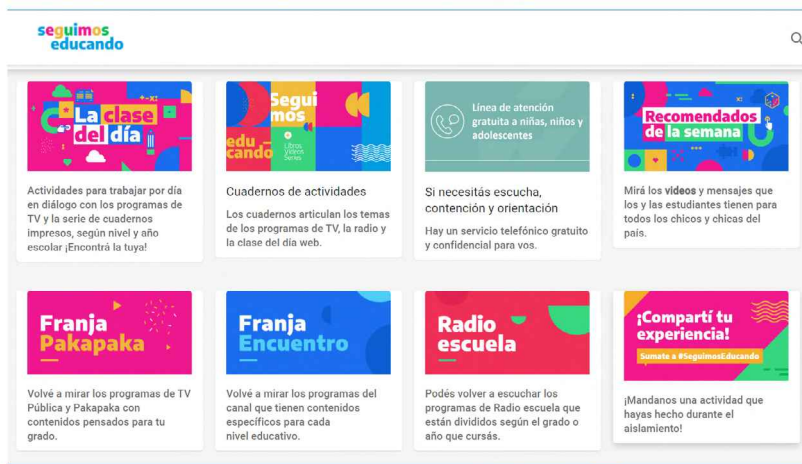 seguimos
educando
La clase
del día
Actividades para trabajar por día
en diálogo con los programas de
TV y la serie de cuadernos
impresos, según nivel y año
escolar ¡Encontrá la tuya!
Segui
mos
edu
cando
Libros
Videos
Series
Cuadernos de actividades
Los cuadernos articulan los temas
de los programas de TV, la radio y
la clase del día web.
Línea de atención
gratuita a niñas, niños y
adolescentes
Si necesitás escucha,
contención y orientación
Hay un servicio telefónico gratuito
y confidencial para vos.
Recomendados
de la semana
Mirá los videos y mensajes que
los y las estudiantes tienen para
todos los chicos y chicas del
país.
Franja
Pakapaka
Volvé a mirar los programas de TV
Pública y Pakapaka con
contenidos pensados para tu
grado.
Franja
Encuentro
Volvé a mirar los programas del
canal que tienen contenidos
específicos para cada
nivel educativo.
Radio
escuela
Podés volver a escuchar los
programas de Radio escuela que
están divididos según el grado o
año que cursás.
¡Compartí tu
experiencia!
Sumate a #SeguimosEducando
¡Mandanos una actividad que
hayas hecho durante el
aislamiento!